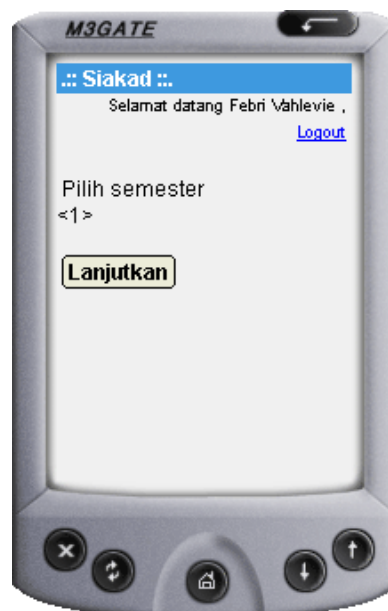 M3GATE
.:: Siakad ::.
Selamat datang Febri Vahlevie ,
Logout
Pilih semester
<1>
Lanjutkan